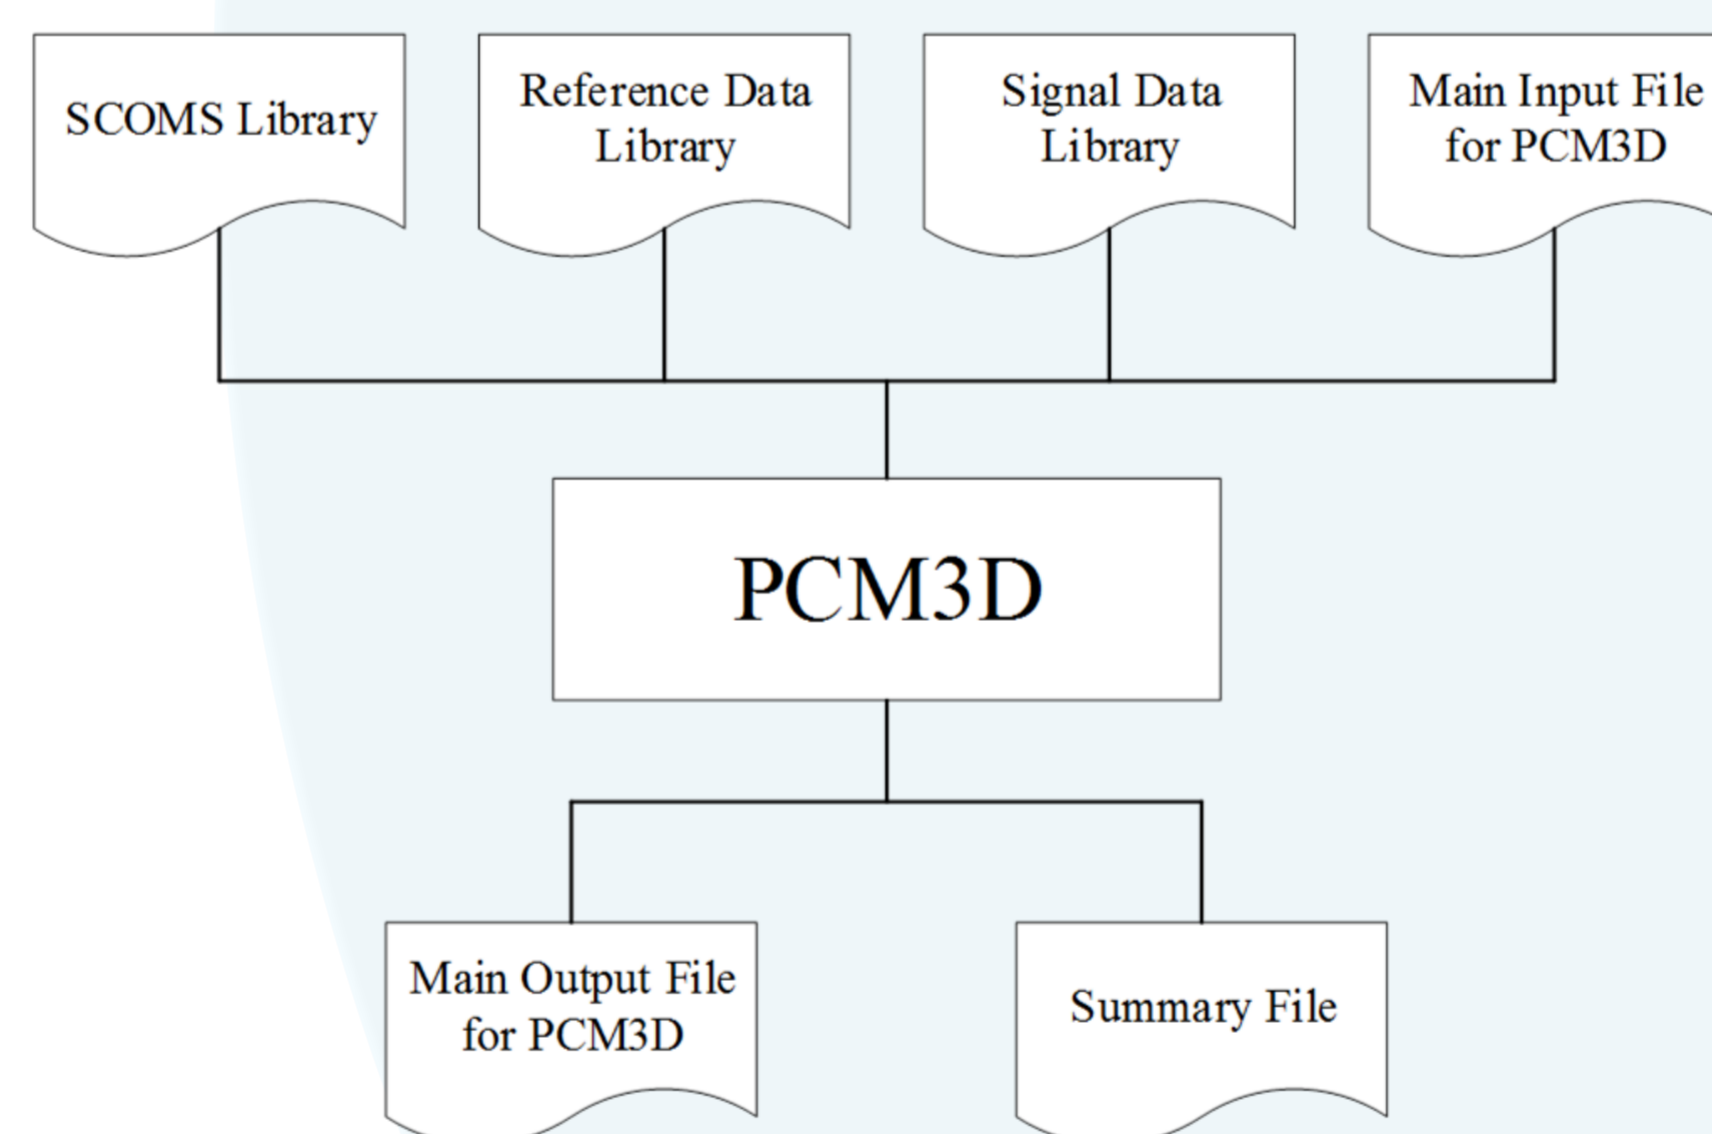 SCOMS Library
Reference Data
Library
Signal Data
Library
Main Input File
for PCM3D
PCM3D
Main Output File
for PCM3D
Summary File